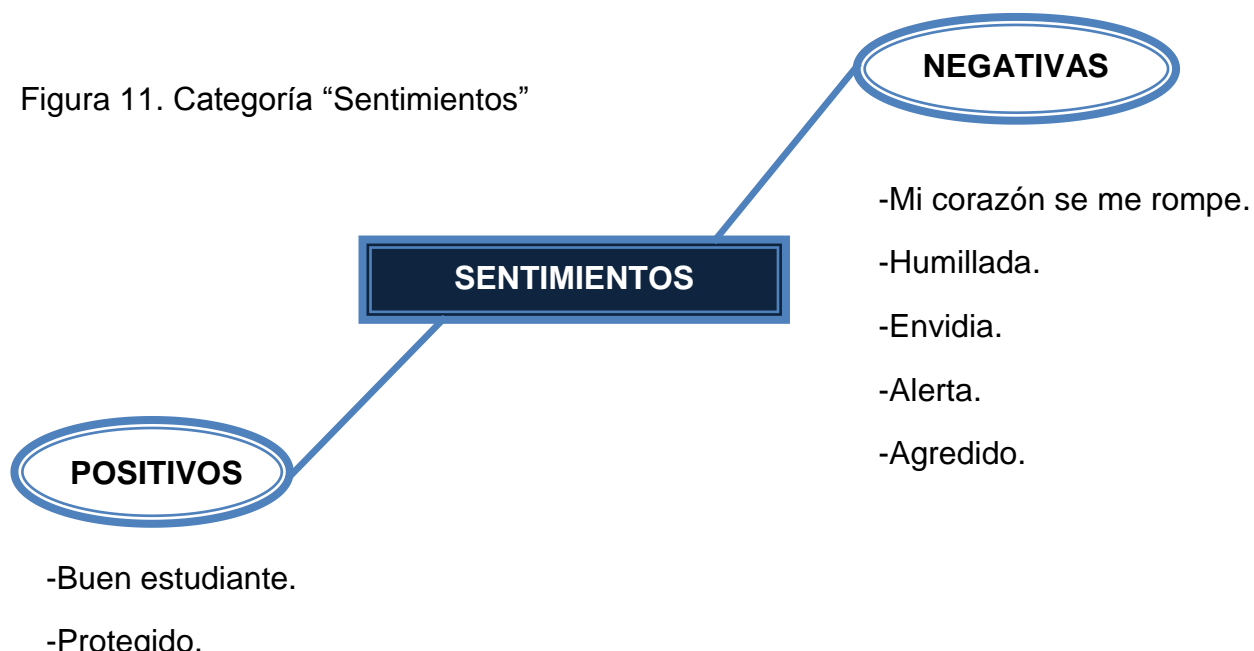 NEGATIVAS
Figura 11. Categoría “Sentimientos”
-Mi corazón se me rompe.
-Humillada.
SENTIMIENTOS
-Envidia.
-Alerta.
-Agredido.
POSITIVOS
-Buen estudiante.
-Protegido.